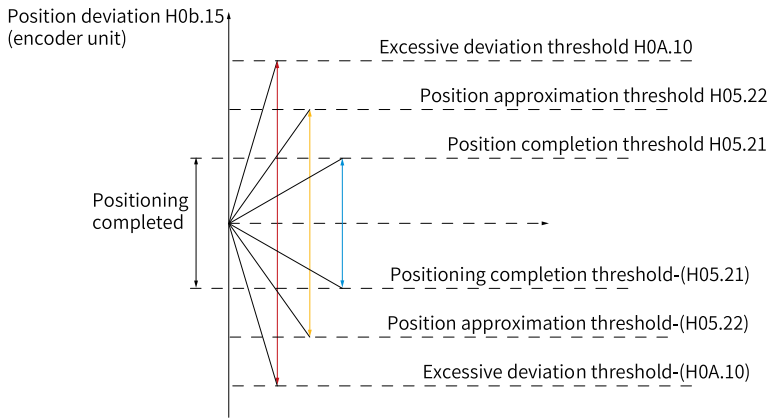 Position deviation H0b.15
(encoder unit)
Excessive deviation threshold H0A.10
Position approximation threshold H05.22
Position completion threshold H05.21
Positioning
completed
Positioning completion threshold-(H05.21)
Position approximation threshold-(H05.22)
Excessive deviation threshold-(H0A.10)